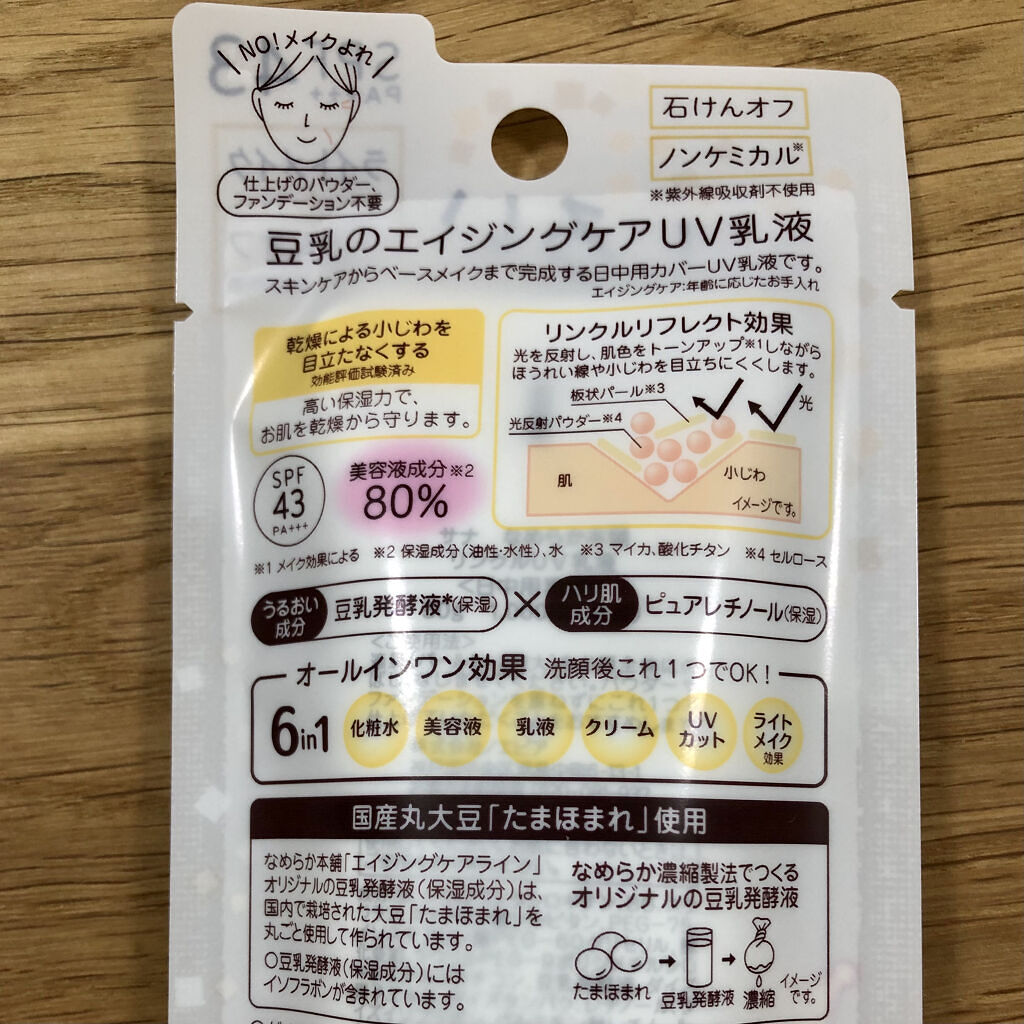 NO!メイクよれ
仕上げのパウダー、
ファンデーション不要
石けんオフ
ノンケミカル※
※紫外線吸収剤不使用
豆乳のエイジングケアUV乳液
スキンケアからベースメイクまで完成する日中用カバーUV乳液です。
エイジングケア:年齢に応じたお手入れ
乾燥による小じわを
目立たなくする
効能評価試験済み
高い保湿力で、
お肌を乾燥から守ります。
SPF
43
PA+++
美容液成分※2
80%
リンクルリフレクト効果
光を反射し、肌色をトーンアップ※1しながら
ほうれい線や小じわを目立ちにくくします。
板状パール※3
光反射パウダー※4
光
肌
小じわ
イメージです。
※1 メイク効果による ※2 保湿成分(油性・水性)、水 ※3 マイカ、酸化チタン ※4 セルロース
うるおい
成分
豆乳発酵液*(保湿)
×
ハリ肌
成分
ピュアレチノール(保湿)
オールインワン効果 洗顔後これ1つでOK!
6in1
化粧水
美容液
乳液
クリーム
UV
カット
ライト
メイク
効果
国産丸大豆「たまほまれ」使用
なめらか本舗「エイジングケアライン」
オリジナルの豆乳発酵液(保湿成分)は、
国内で栽培された大豆「たまほまれ」を
丸ごと使用して作られています。
○豆乳発酵液(保湿成分)には
イソフラボンが含まれています。
なめらか濃縮製法でつくる
オリジナルの豆乳発酵液
たまほまれ
豆乳発酵液
濃縮
イメージ
です。